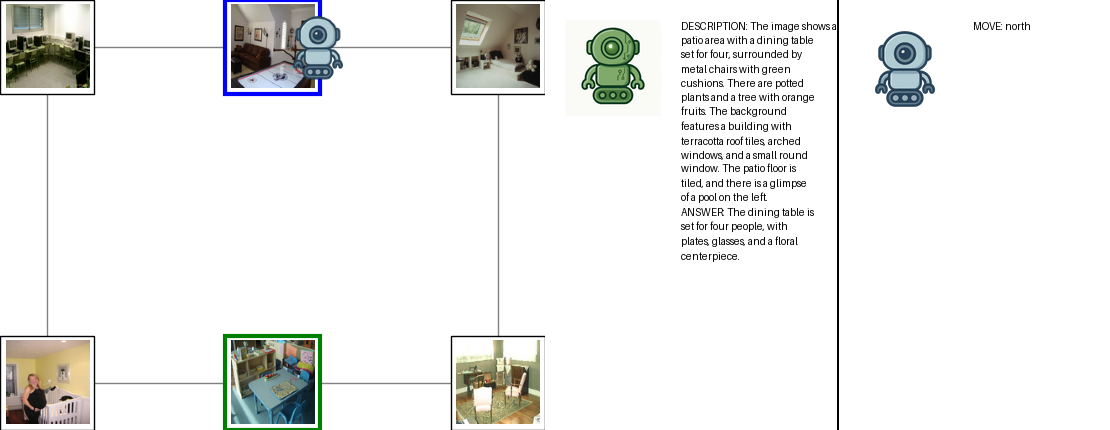 DESCRIPTION: The image shows a
patio area with a dining table
set for four, surrounded by
metal chairs with green
cushions. There are potted
plants and a tree with orange
fruits. The background
features a building with
terracotta roof tiles, arched
windows, and a small round
window. The patio floor is
tiled, and there is a glimpse
of a pool on the left.
ANSWER: The dining table is
set for four people, with
plates, glasses, and a floral
centerpiece.
MOVE: north